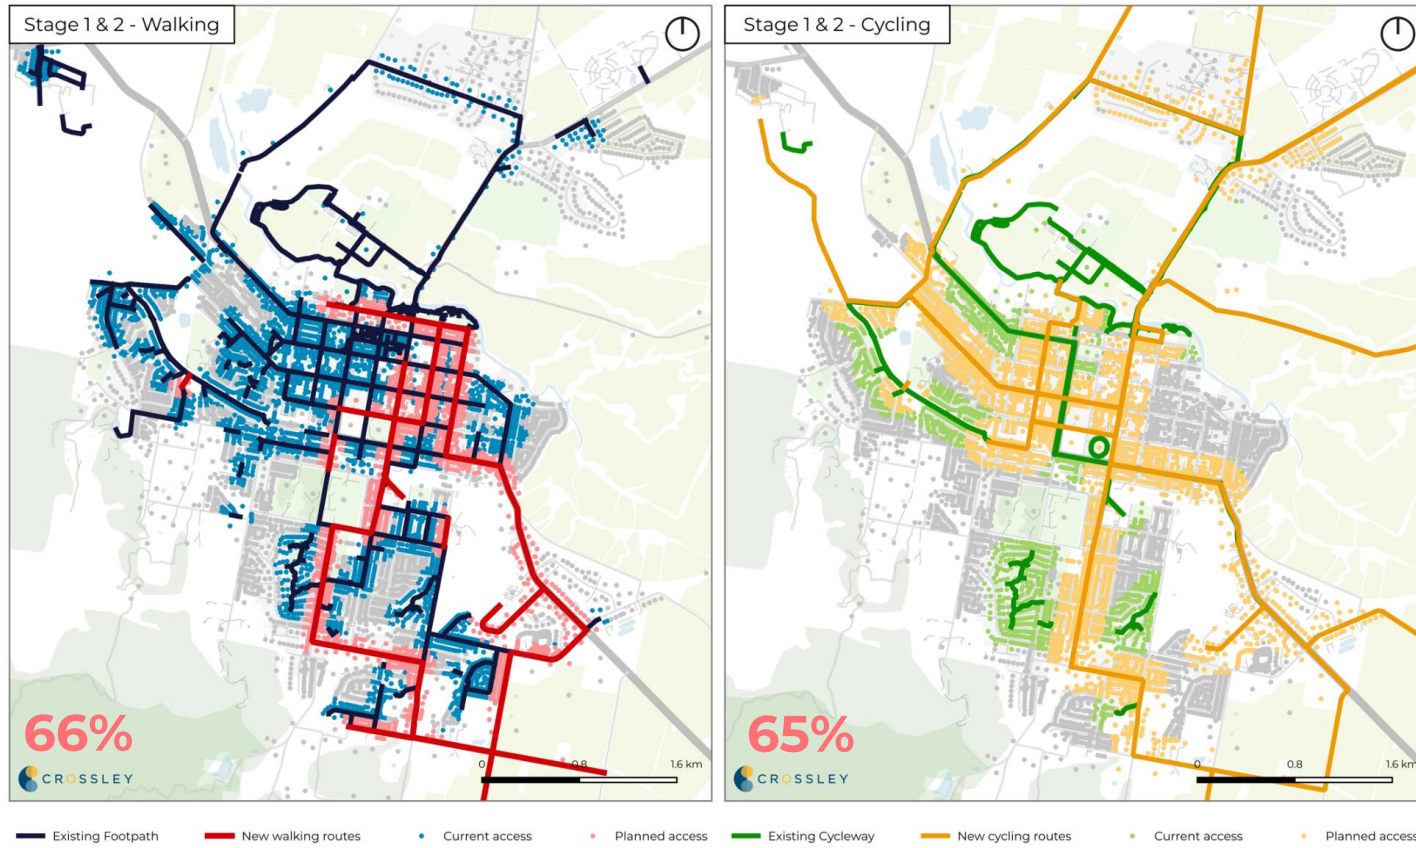 Stage 1 & 2 - Walking
66%
CROSSLEY
0 0.8 1.6 km
Stage 1 & 2 - Cycling
65%
CROSSLEY
0 0.8 1.6 km
Existing Footpath New walking routes Current access Planned access Existing Cycleway New cycling routes Current access Planned access